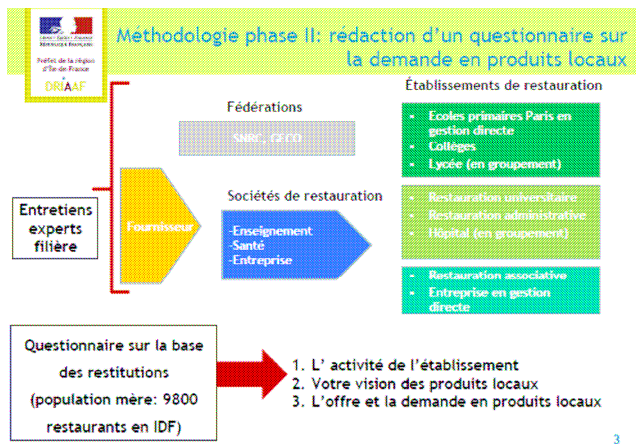 Méthodologie phase II: rédaction d'un questionnaire sur
la demande en produits locaux
Préfet de la région
d'Ile de France
DRIAAF
Établissements de restauration
Fédérations
- Ecoles primaires Paris en
gestion directe
- Collèges
- Lycée (en groupement)
Sociétés de restauration
Entretiens
experts
filière
Fournisseur
-Enseignement
-Santé
-Entreprise
- Restauration universitaire
- Restauration administrative
- Hôpital (en groupement)
- Restauration associative
- Entreprise en gestion
directe
Questionnaire sur la base
des restitutions
(population mère: 9800
restaurants en IDF)
1. L' activité de l'établissement
2. Votre vision des produits locaux
3. L'offre et la demande en produits locaux
3